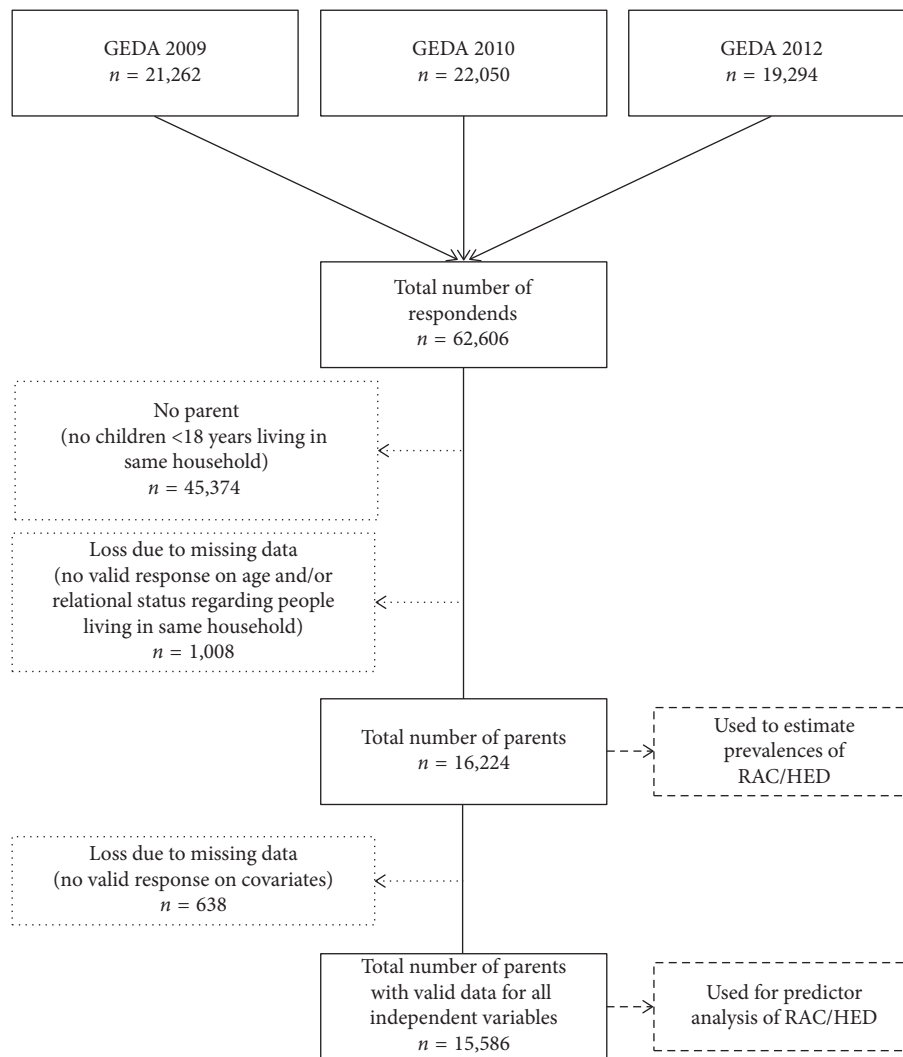 GEDA 2009
n = 21,262
GEDA 2010
n = 22,050
GEDA 2012
n = 19,294
Total number of
respondends
n = 62,606
No parent
(no children <18 years living in
same household)
n = 45,374
Loss due to missing data
(no valid response on age and/or
relational status regarding people
living in same household)
n = 1,008
Total number of parents
n = 16,224
Used to estimate
prevalences of
RAC/HED
Loss due to missing data
(no valid response on covariates)
n = 638
Total number of parents
with valid data for all
independent variables
n = 15,586
Used for predictor
analysis of RAC/HED